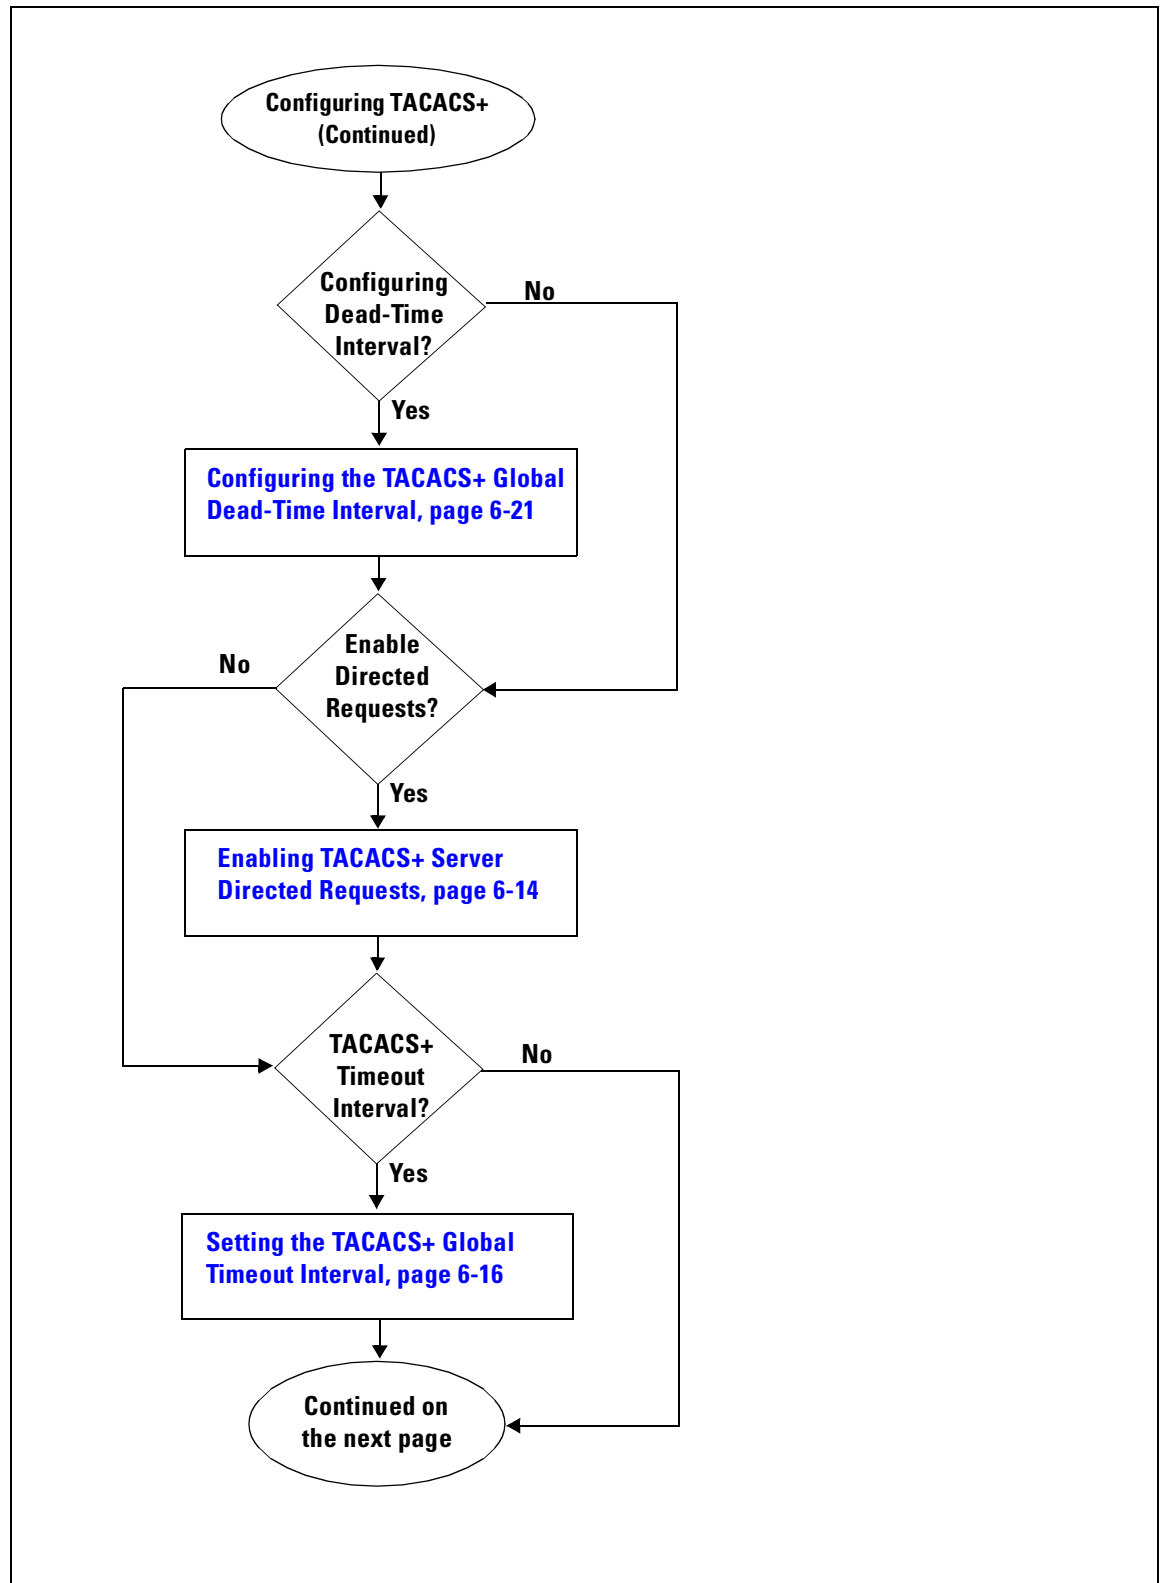 Configuring TACACS+
(Continued)
Configuring
Dead-Time
Interval?
No
Yes
Configuring the TACACS+ Global
Dead-Time Interval, page 6-21
No
Enable
Directed
Requests?
Yes
Enabling TACACS+ Server
Directed Requests, page 6-14
TACACS+
Timeout
Interval?
No
Yes
Setting the TACACS+ Global
Timeout Interval, page 6-16
Continued on
the next page